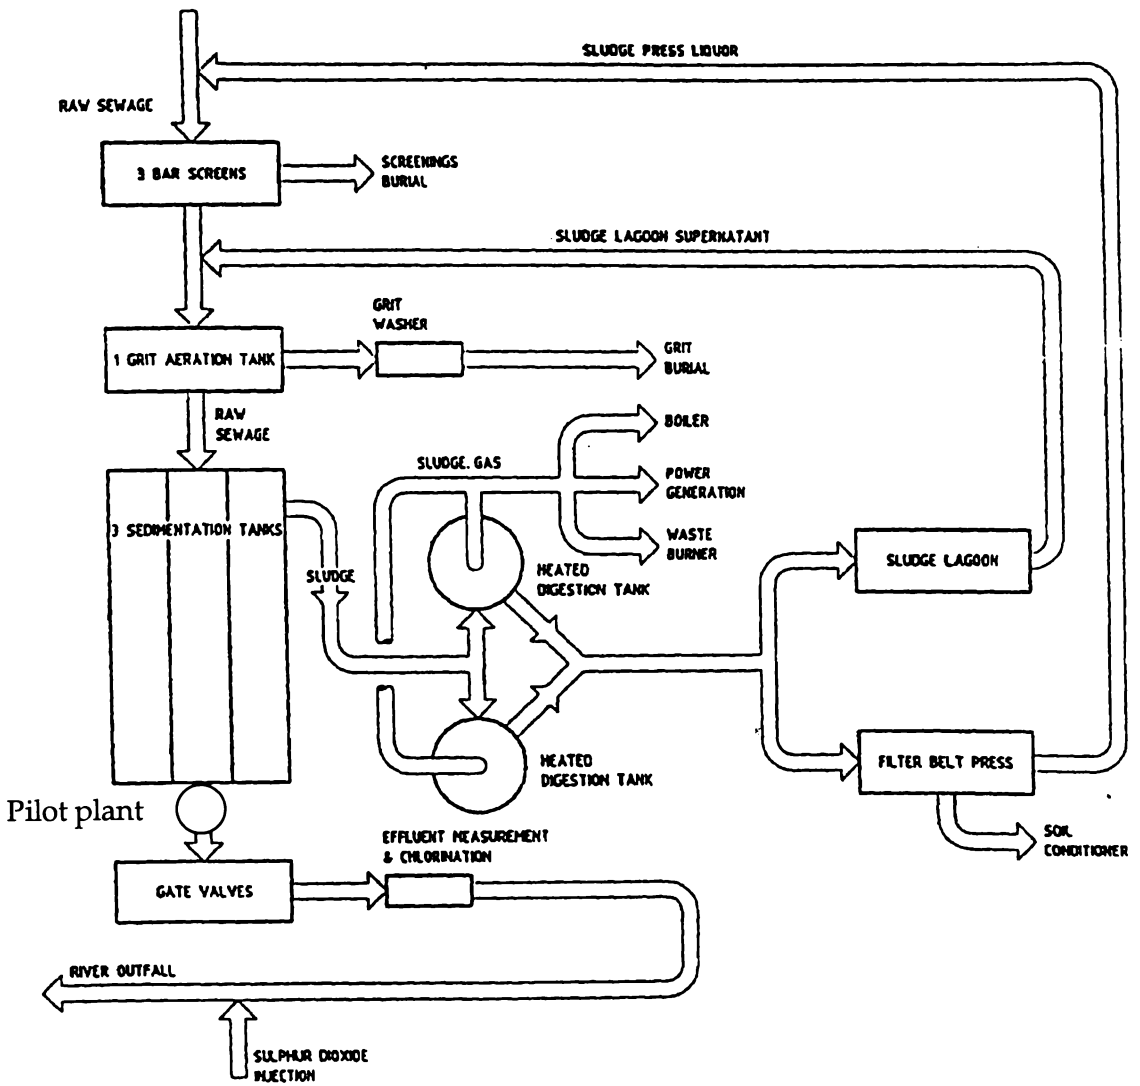 SLUDGE PRESS LIQUOR
RAW SEWAGE
3 BAR SCREENS
SCREENINGS
BURIAL
SLUDGE LAGOON SUPERNATANT
GRIT
WASHER
1 GRIT AERATION TANK
GRIT
BURIAL
RAW
SEWAGE
BOILER
SLUDGE GAS
POWER
GENERATION
3 SEDIMENTATION TANKS
WASTE
BURNER
SLUDGE
HEATED
DIGESTION TANK
SLUDGE LAGOON
HEATED
DIGESTION TANK
FILTER BELT PRESS
Pilot plant
SOIL
CONDITIONER
EFFLUENT MEASUREMENT
& CHLORINATION
GATE VALVES
RIVER OUTFALL
SULPHUR DIOXIDE
INJECTION